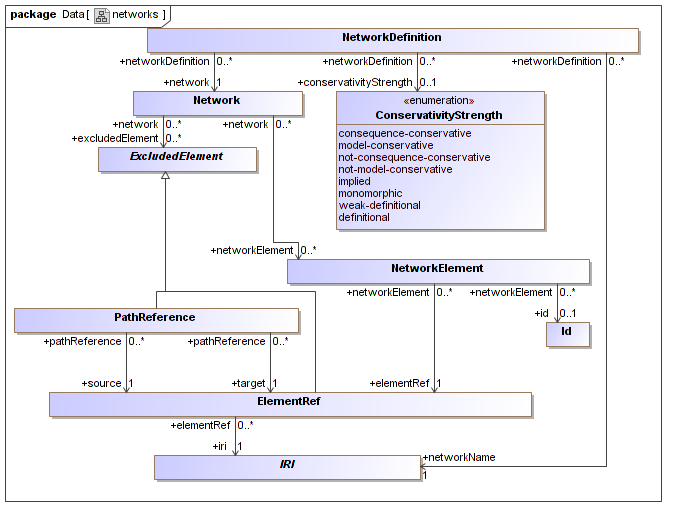 package Data[ networks ]
NetworkDefinition
+networkDefinition 0..* +networkDefinition 0..* +networkDefinition 0..*
+network 1 +conservativityStrength 0..1
Network
«enumeration»
ConservativityStrength
consequence-conservative
model-conservative
not-consequence-conservative
not-model-conservative
implied
monomorphic
weak-definitional
definitional
+network 0..* +network 0..*
+excludedElement 0..*
ExcludedElement
+networkElement 0..*
NetworkElement
+networkElement 0..* +networkElement 0..*
+id 0..1
Id
PathReference
+pathReference 0..* +pathReference 0..*
+source 1 +target 1 +elementRef 1
ElementRef
+elementRef 0..*
+iri 1
IRI
+networkName
1